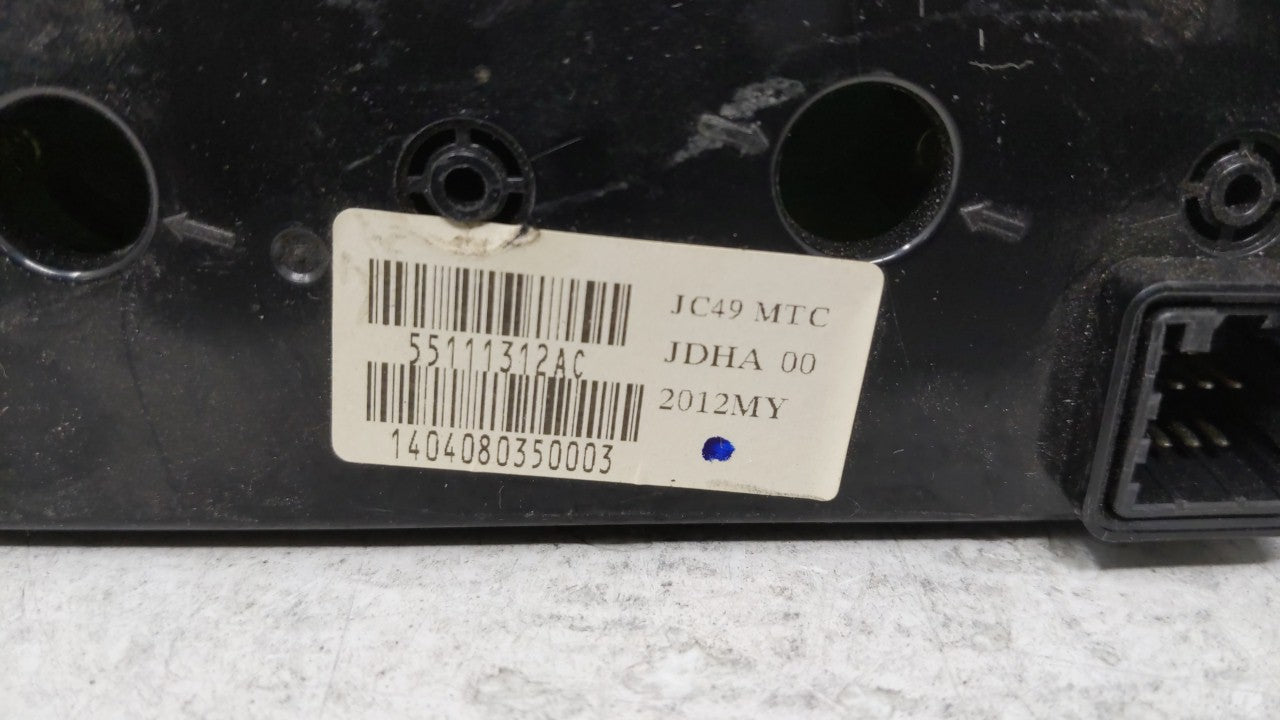 55111312AC
1404080350003
JC49 MTC
JDHA 00
2012MY